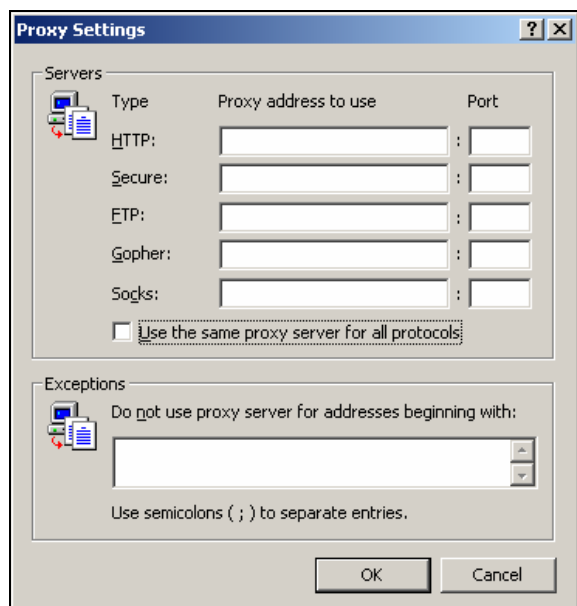 Proxy Settings
Servers
Type Proxy address to use Port
HTTP: :
Secure: :
FTP: :
Gopher: :
Socks: :
Use the same proxy server for all protocols
Exceptions
Do not use proxy server for addresses beginning with:
Use semicolons ( ; ) to separate entries.
OK Cancel